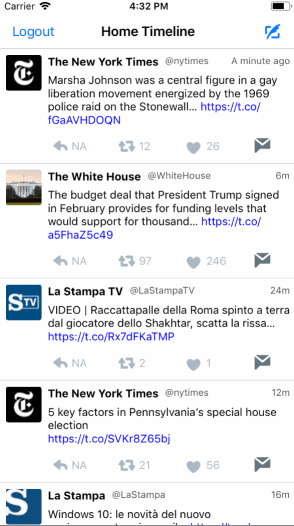 Carrier 4:32 PM
Logout Home Timeline
The New York Times @nytimes A minute ago
Marsha Johnson was a central figure in a gay
liberation movement energized by the 1969
police raid on the Stonewall... https://t.co/
fGaAVHDOQN
NA 12 26
The White House @WhiteHouse 6m
The budget deal that President Trump signed
in February provides for funding levels that
would support for thousand... https://t.co/
a5FhaZ5c49
NA 97 246
STV
La Stampa TV @LaStampaTV 24m
VIDEO | Raccattapalle della Roma spinto a terra
dal giocatore dello Shakhtar, scatta la rissa...
https://t.co/Rx7dFKaTMP
NA 2 1
The New York Times @nytimes 12m
5 key factors in Pennsylvania's special house
election
https://t.co/SVKr8Z65bj
NA 21 56
S
La Stampa @LaStampa 16m
Windows 10: le novità del nuovo